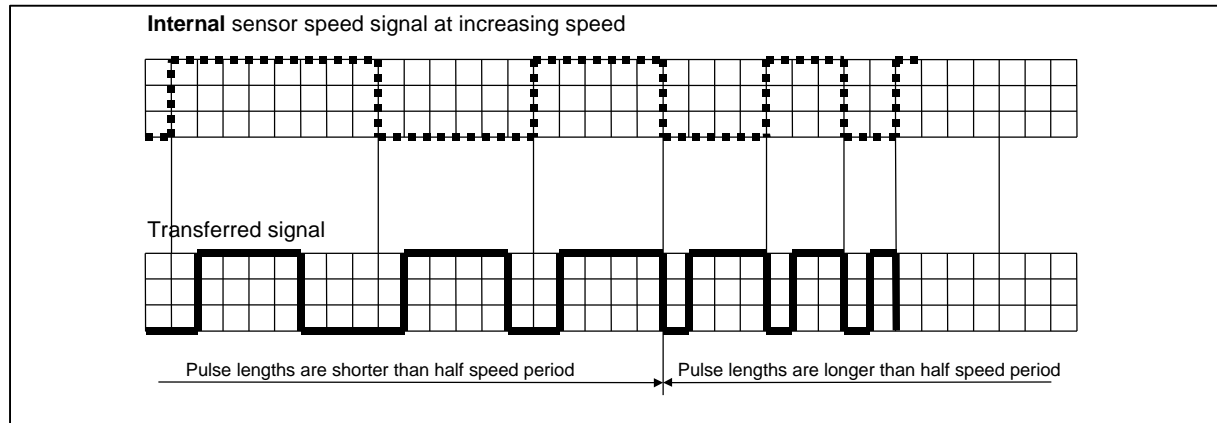 Internal sensor speed signal at increasing speed
Transferred signal
Pulse lengths are shorter than half speed period
Pulse lengths are longer than half speed period